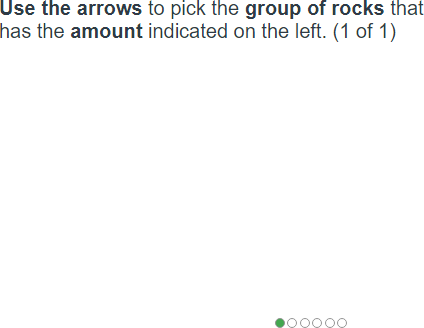 Use the arrows to pick the group of rocks that
has the amount indicated on the left. (1 of 1)